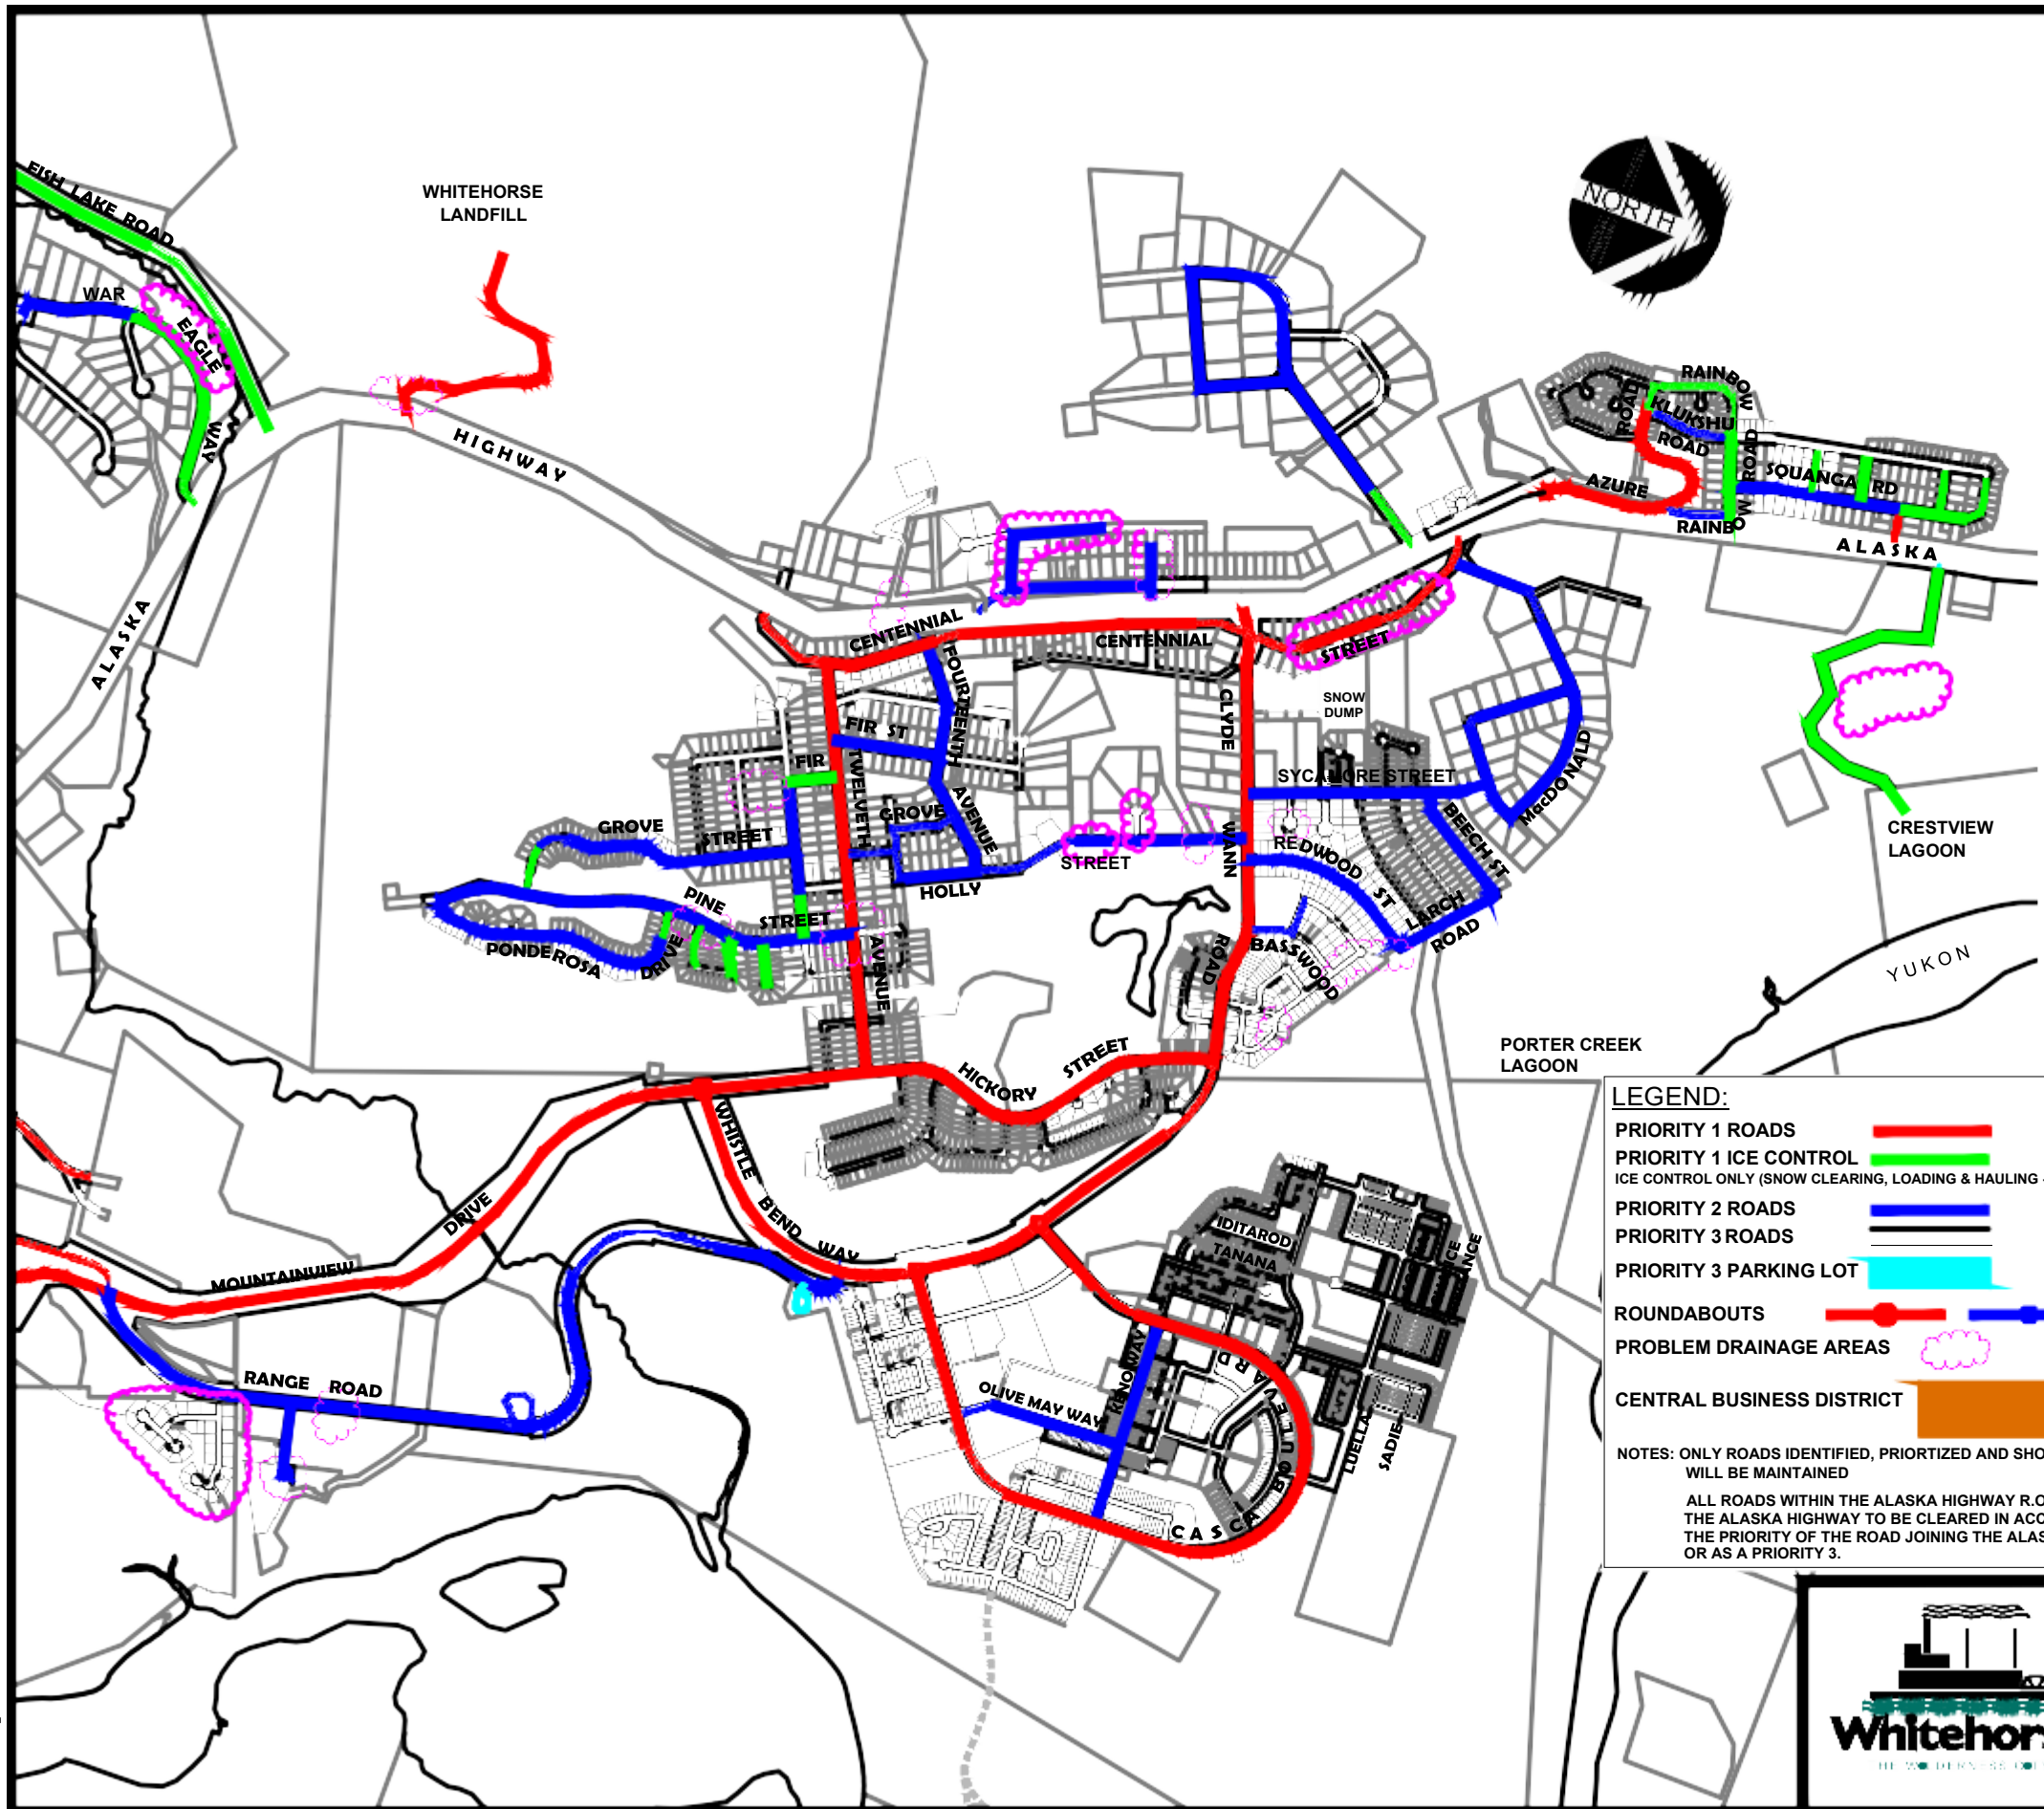 FISH LAKE ROAD
WHITEHORSE
LANDFILL
NORTH
WAR
EAGLE
WAY
HIGHWAY
ALASKA
RAINBOW
ROAD
KLUKSHU
ROAD
ROAD
SQUANGA RD
AZURE
ALASKA
CENTENNIAL
CENTENNIAL
STREET
FOURTEENTH
AVENUE
CLYDE
WANN
ROAD
SNOW
DUMP
FIR ST
FIR
TWELVETH
AVENUE
SYCAMORE STREET
MacDONALD
BEECH ST
GROVE
STREET
GROVE
STREET
HOLLY
REDWOOD ST
LARCH
ROAD
CRESTVIEW
LAGOON
PINE
STREET
PONDEROSA
DRIVE
BASSWOOD
YUKON
PORTER CREEK
LAGOON
HICKORY
STREET
WHISTLE
BEND WAY
DRIVE
MOUNTAINVIEW
IDITAROD
TANANA
RANGE ROAD
OLIVE MAY WAY
KENO WAY
LUELLA
SADIE
CASCA BOULEVARD
LEGEND:
PRIORITY 1 ROADS
PRIORITY 1 ICE CONTROL
ICE CONTROL ONLY (SNOW CLEARING, LOADING & HAULING -
PRIORITY 2 ROADS
PRIORITY 3 ROADS
PRIORITY 3 PARKING LOT
ROUNDABOUTS
PROBLEM DRAINAGE AREAS
CENTRAL BUSINESS DISTRICT
NOTES: ONLY ROADS IDENTIFIED, PRIORTIZED AND SHO
WILL BE MAINTAINED
ALL ROADS WITHIN THE ALASKA HIGHWAY R.O
THE ALASKA HIGHWAY TO BE CLEARED IN ACC
THE PRIORITY OF THE ROAD JOINING THE ALAS
OR AS A PRIORITY 3.
Whitehor